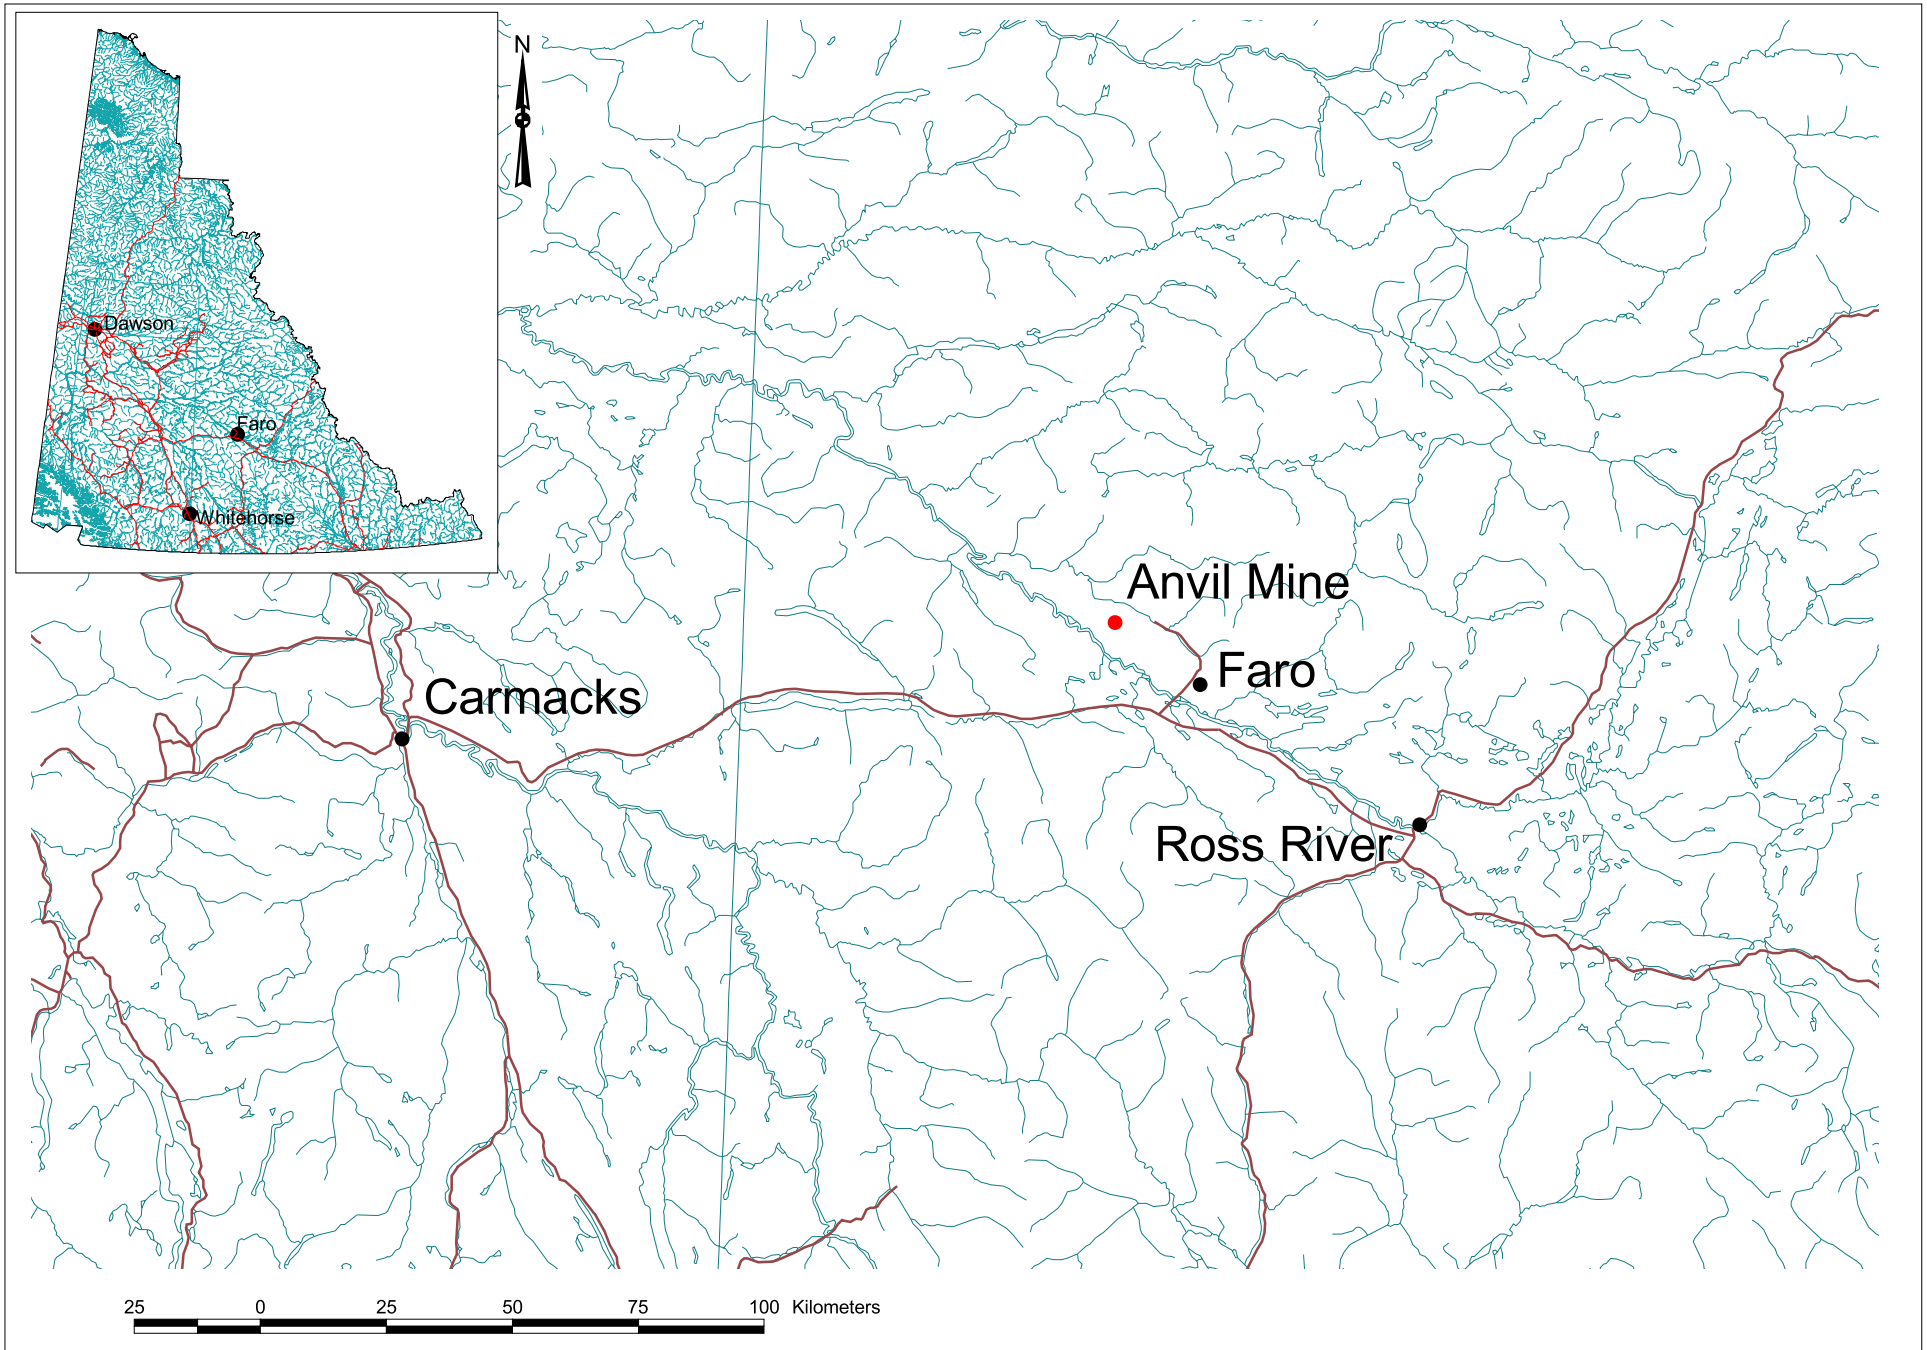 N
Dawson
Faro
Whitehorse
Anvil Mine
Faro
Carmacks
Ross River
25 0 25 50 75 100 Kilometers